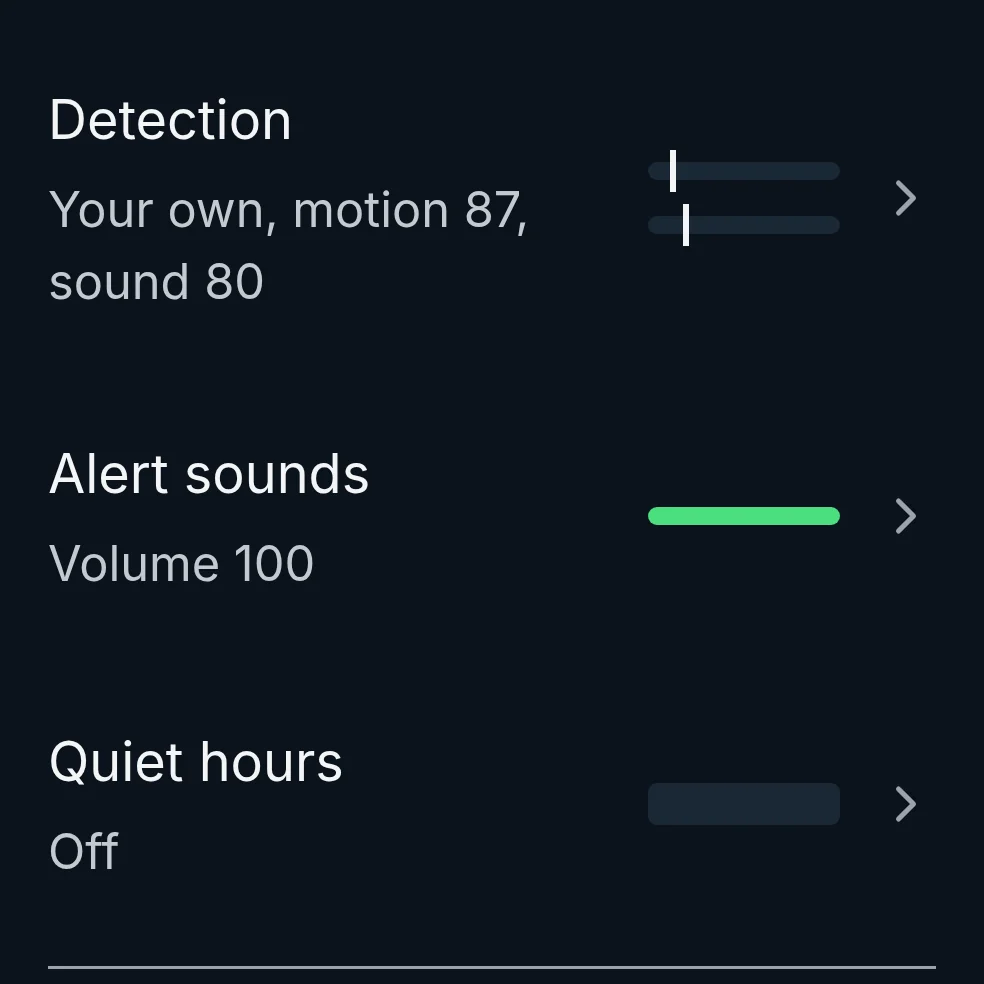 Detection
Your own, motion 87,
sound 80
Alert sounds
Volume 100
Quiet hours
Off